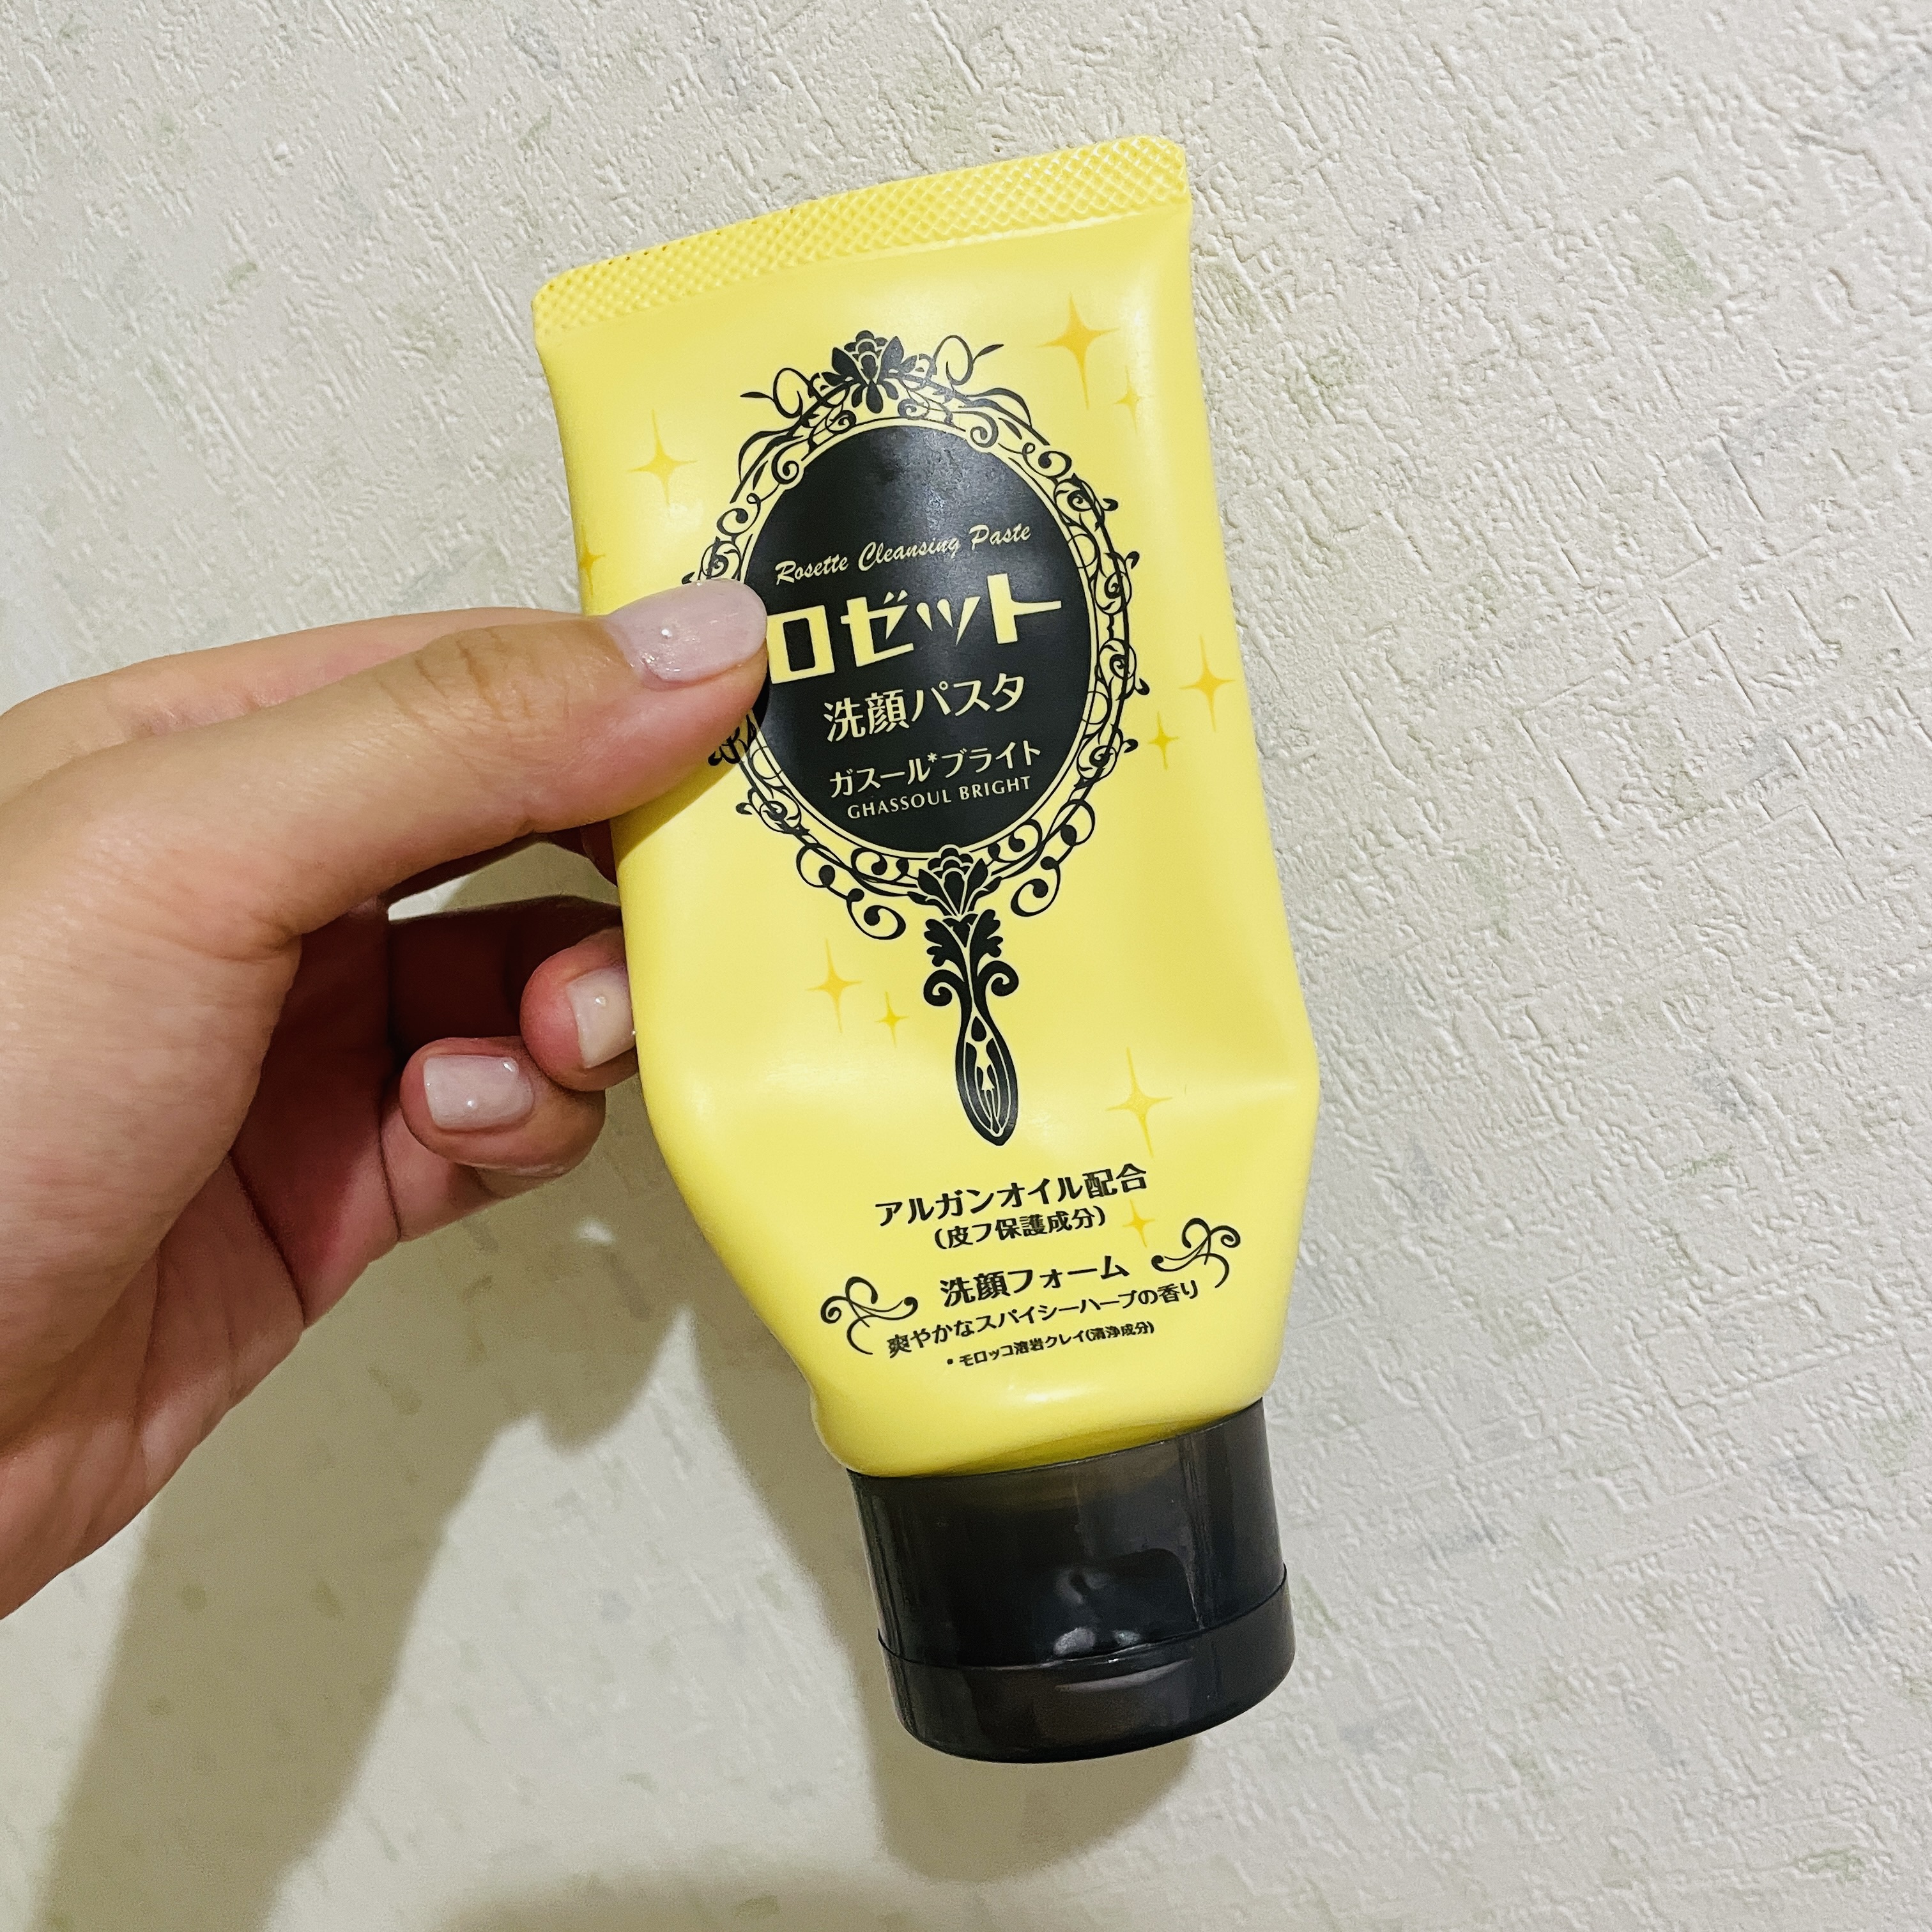 Rosette Cleansing Paste
ロゼット
洗顔パスタ
ガスール*ブライト
GHASSOUL BRIGHT
アルガンオイル配合
(皮フ保護成分)
洗顔フォーム
爽やかなスパイシーハーブの香り
* モロッコ溶岩クレイ(清浄成分)